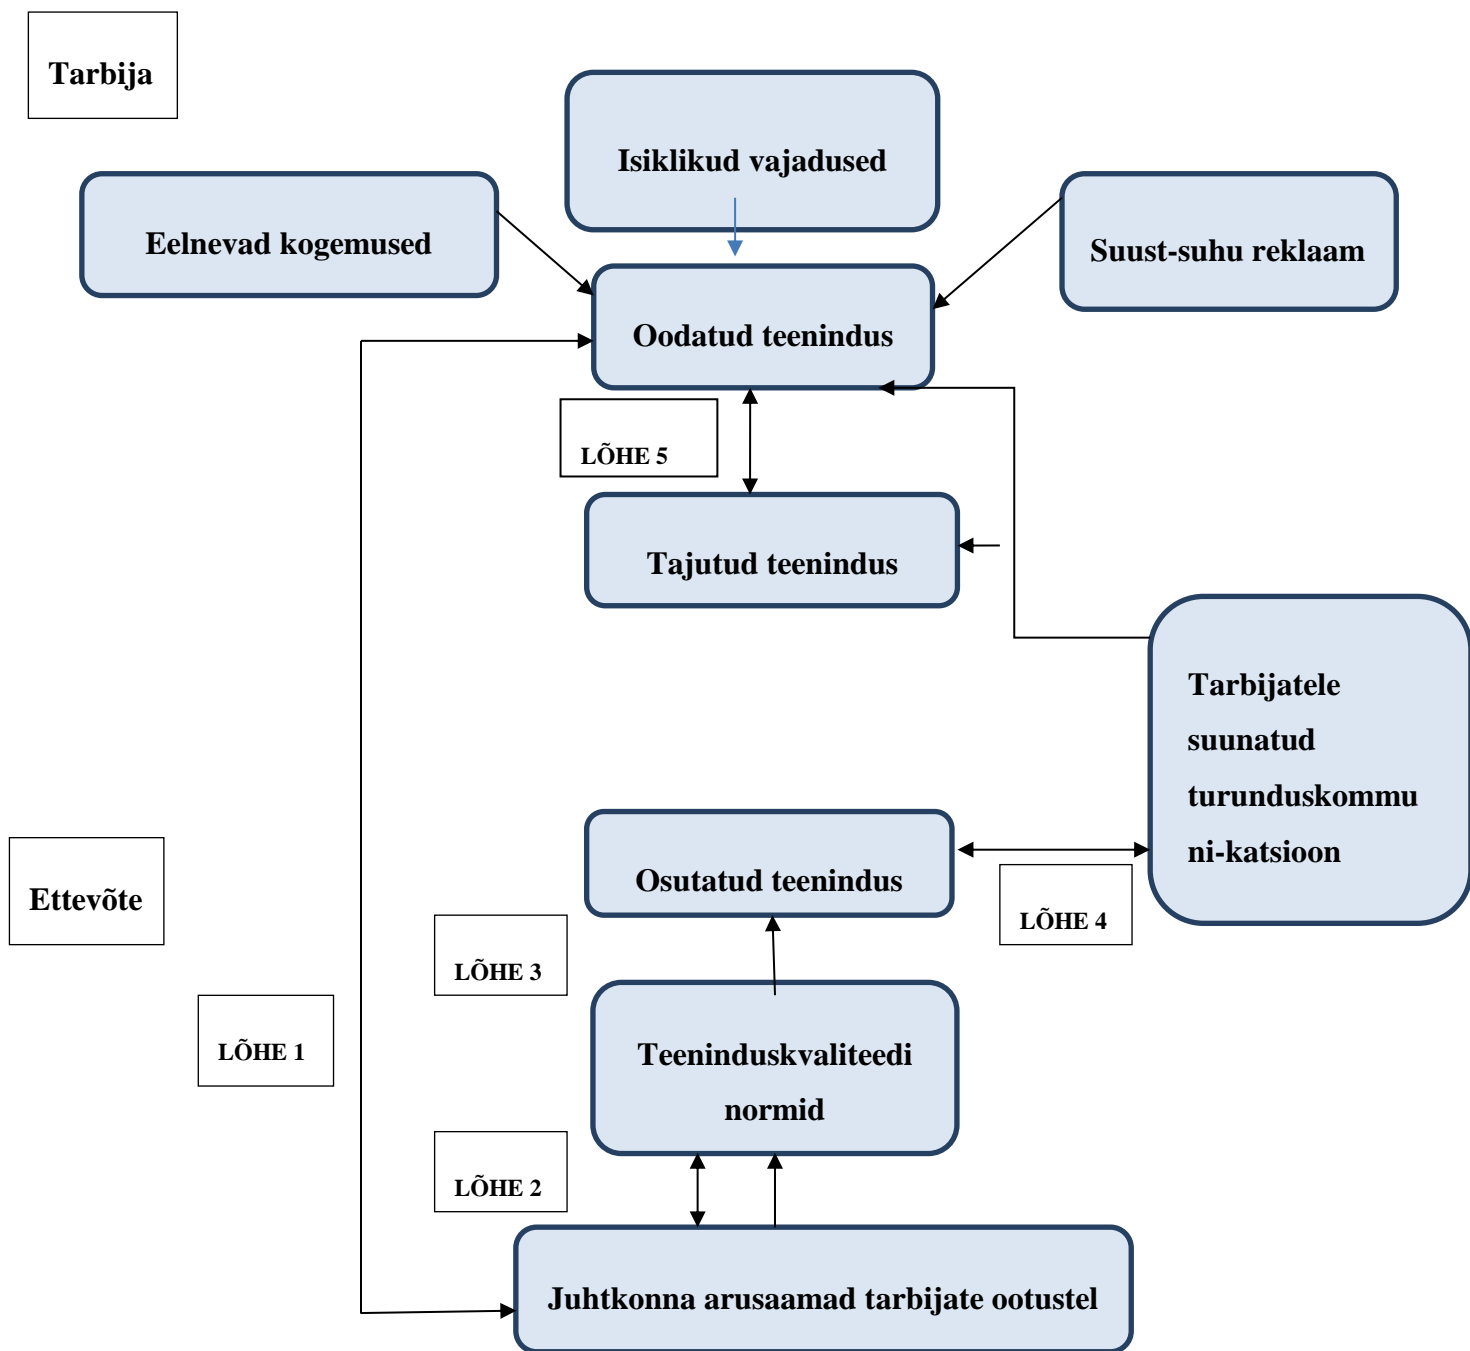 Tarbija
Isiklikud vajadused
Eelnevad kogemused
Suust-suhu reklaam
Oodatud teenindus
LÕHE 5
Tajutud teenindus
Tarbijatele
suunatud
turunduskommu
ni-katsioon
Osutatud teenindus
Ettevõte
LÕHE 4
LÕHE 3
LÕHE 1
Teeninduskvaliteedi
normid
LÕHE 2
Juhtkonna arusaamad tarbijate ootustel